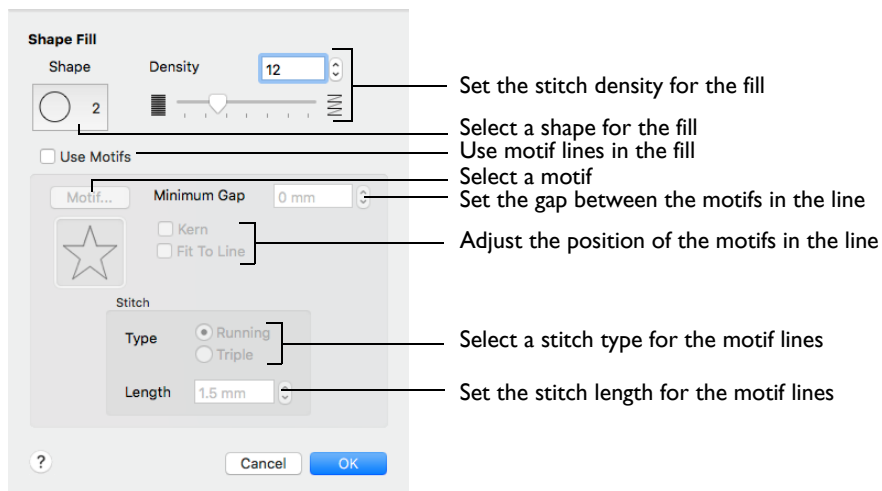 Shape Fill
Shape
Density
12
2
Set the stitch density for the fill
Select a shape for the fill
Use Motifs
Use motif lines in the fill
Select a motif
Motif...
Minimum Gap
0 mm
Set the gap between the motifs in the line
Kern
Fit To Line
Adjust the position of the motifs in the line
Stitch
Type
Running
Triple
Select a stitch type for the motif lines
Length
1.5 mm
Set the stitch length for the motif lines
?
Cancel
OK